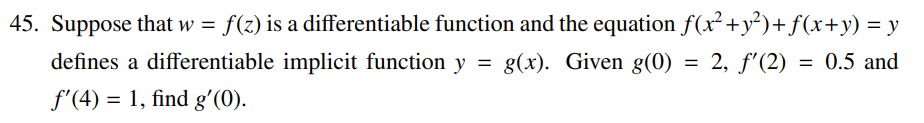 45. Suppose that w = f(z) is a differentiable function and the equation f(x²+y²)+f(x+y) = y
defines a differentiable implicit function y = g(x). Given g(0) = 2, f′(2) = 0.5 and
f′(4) = 1, find g′(0).